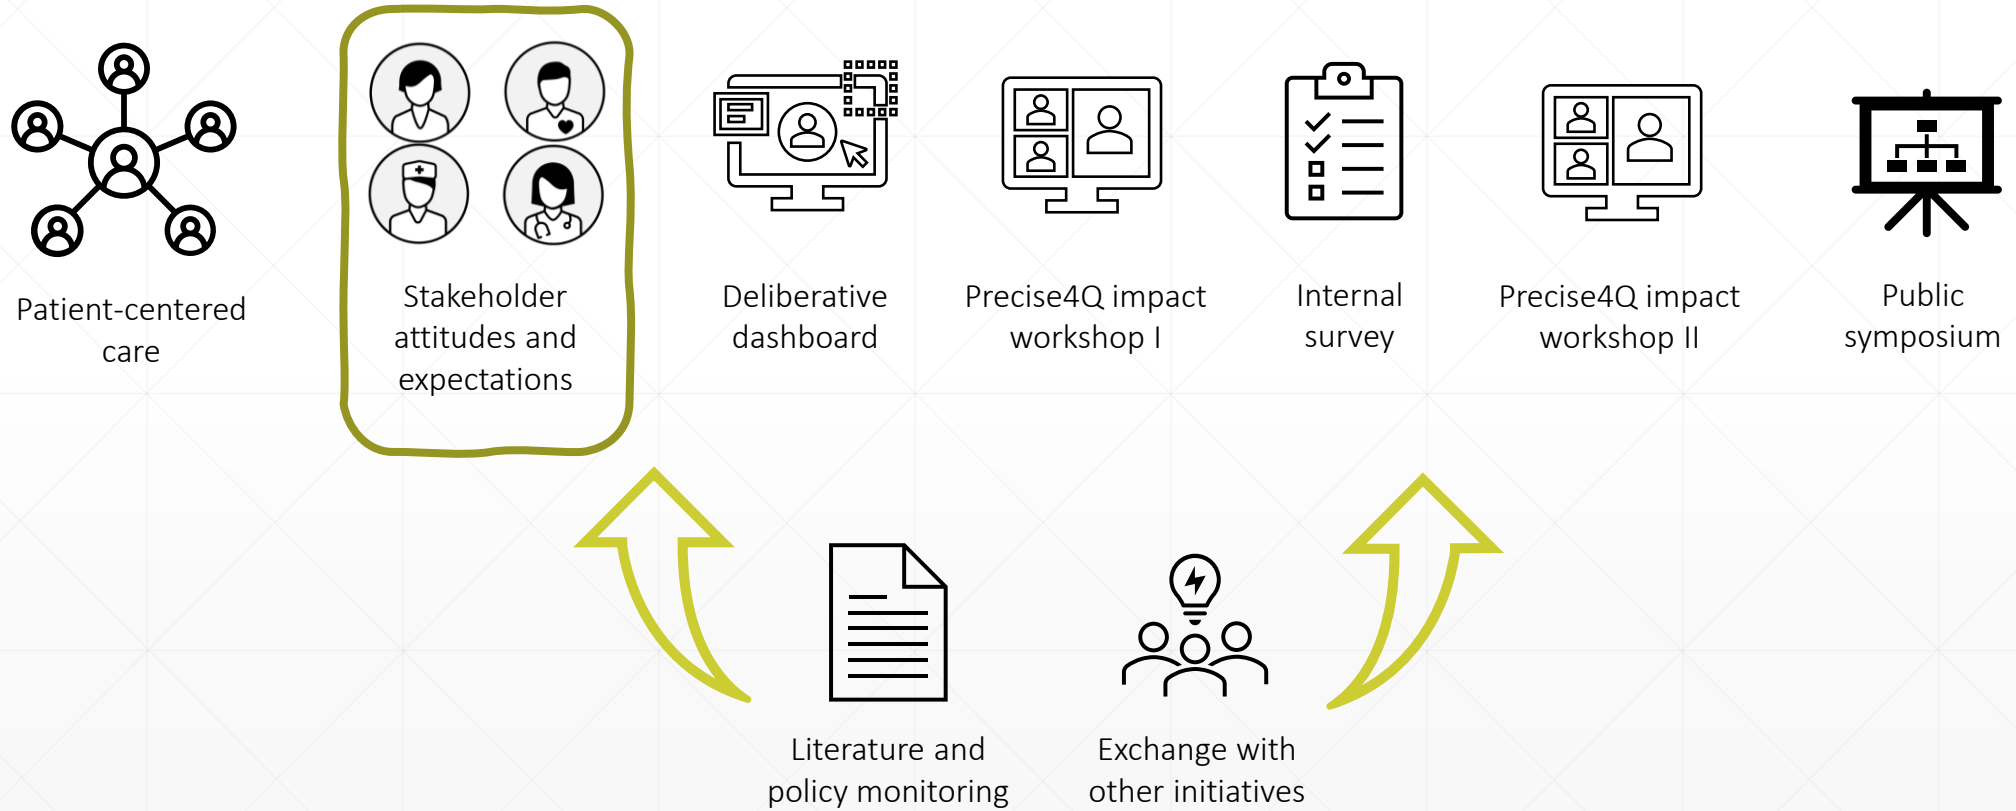 Patient-centered
care
Stakeholder
attitudes and
expectations
Deliberative
dashboard
Precise4Q impact
workshop I
Internal
survey
Precise4Q impact
workshop II
Public
symposium
Literature and
policy monitoring
Exchange with
other initiatives